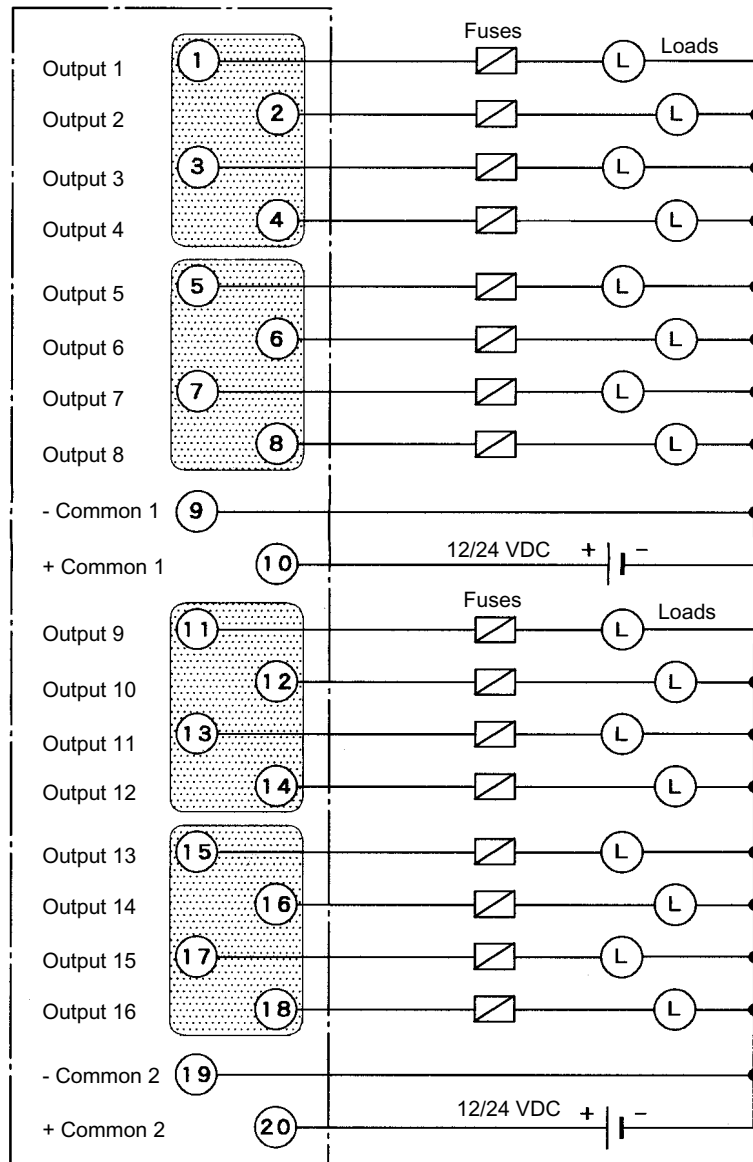 Fuses
Output 1 1 L Loads
Output 2 2 L
Output 3 3 L
Output 4 4 L
Output 5 5 L
Output 6 6 L
Output 7 7 L
Output 8 8 L
- Common 1 9
+ Common 1 10 12/24 VDC + −
Fuses
Output 9 11 L Loads
Output 10 12 L
Output 11 13 L
Output 12 14 L
Output 13 15 L
Output 14 16 L
Output 15 17 L
Output 16 18 L
- Common 2 19
+ Common 2 20 12/24 VDC + −